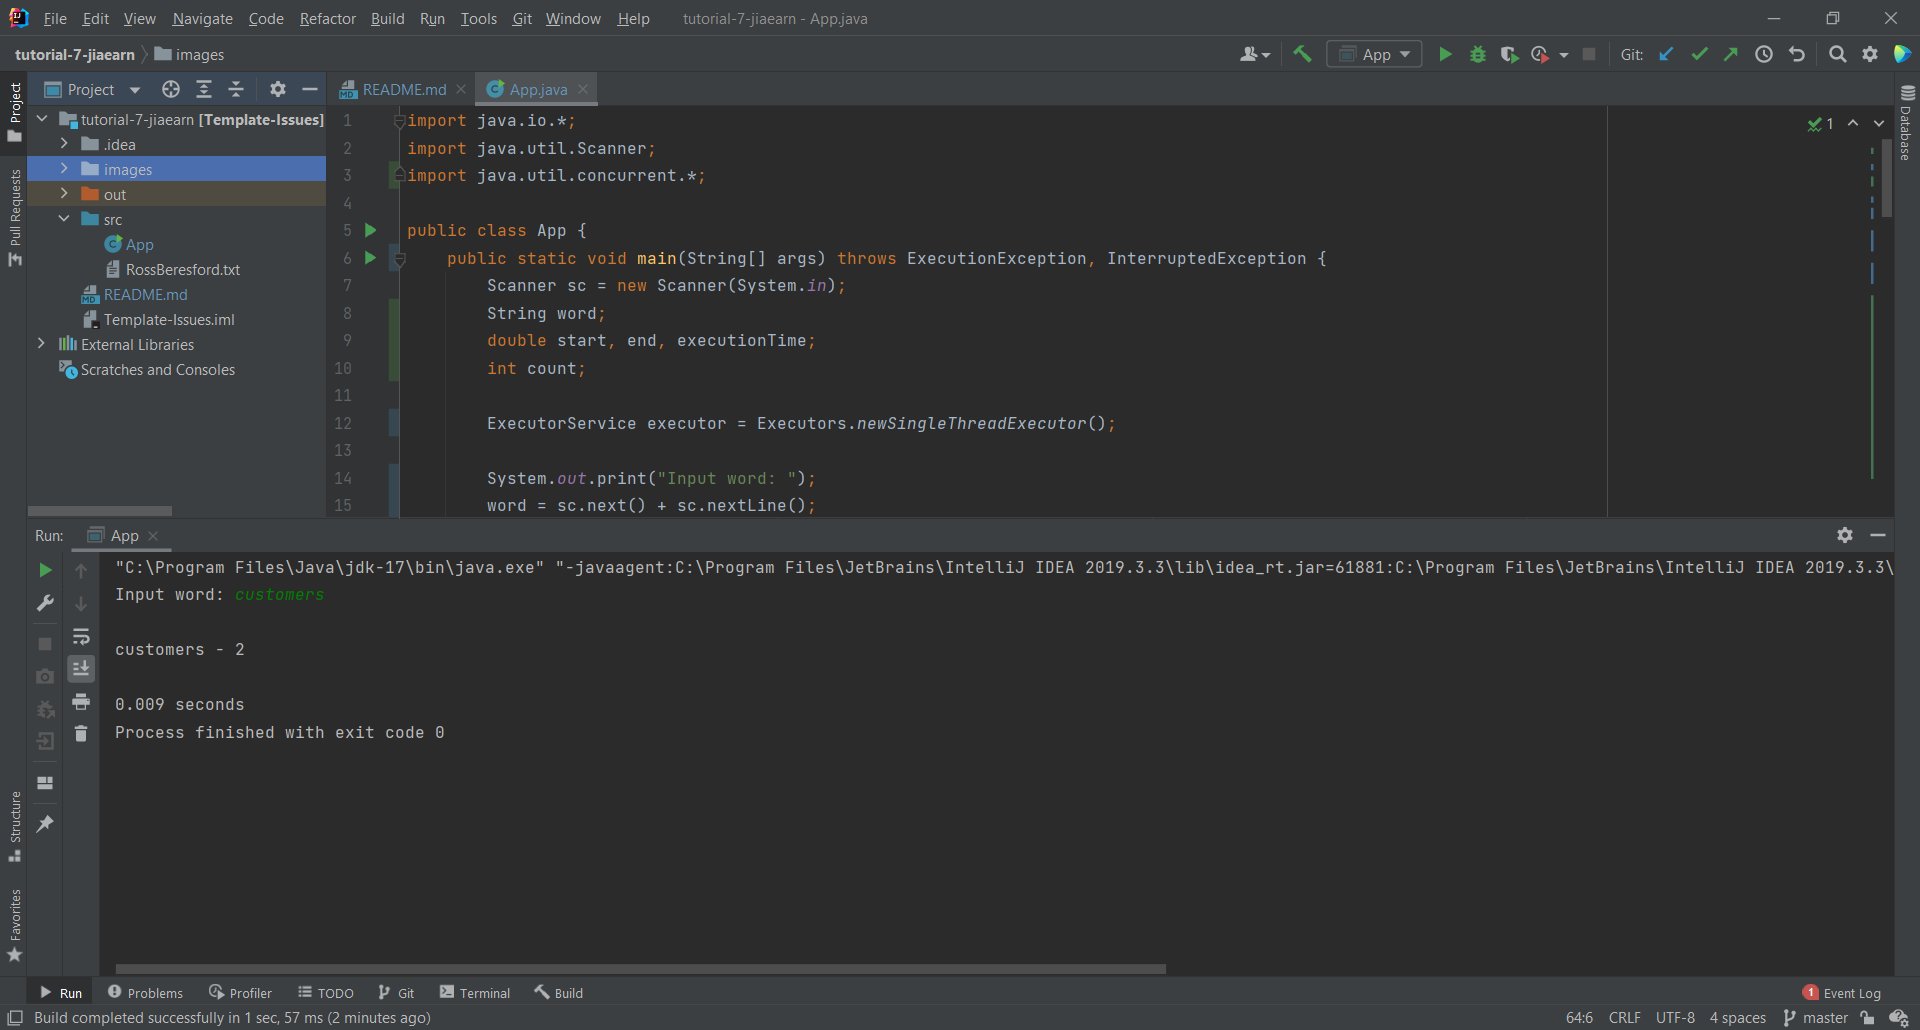 File Edit View Navigate Code Refactor Build Run Tools Git Window Help tutorial-7-jiaearn - App.java
tutorial-7-jiaearn images App Git:
Project README.md App.java
Project
Pull Requests
Structure
Favorites
Database
tutorial-7-jiaearn [Template-Issues]
.idea
images
out
src
App
RossBeresford.txt
README.md
Template-Issues.iml
External Libraries
Scratches and Consoles
1 import java.io.*;
2 import java.util.Scanner;
3 import java.util.concurrent.*;
4
5 public class App {
6 public static void main(String[] args) throws ExecutionException, InterruptedException {
7 Scanner sc = new Scanner(System.in);
8 String word;
9 double start, end, executionTime;
10 int count;
11
12 ExecutorService executor = Executors.newSingleThreadExecutor();
13
14 System.out.print("Input word: ");
15 word = sc.next() + sc.nextLine();
1
Run: App
"C:\Program Files\Java\jdk-17\bin\java.exe" "-javaagent:C:\Program Files\JetBrains\IntelliJ IDEA 2019.3.3\lib\idea_rt.jar=61881:C:\Program Files\JetBrains\IntelliJ IDEA 2019.3.3\
Input word: customers
customers - 2
0.009 seconds
Process finished with exit code 0
Run Problems Profiler TODO Git Terminal Build 1 Event Log
Build completed successfully in 1 sec, 57 ms (2 minutes ago) 64:6 CRLF UTF-8 4 spaces master